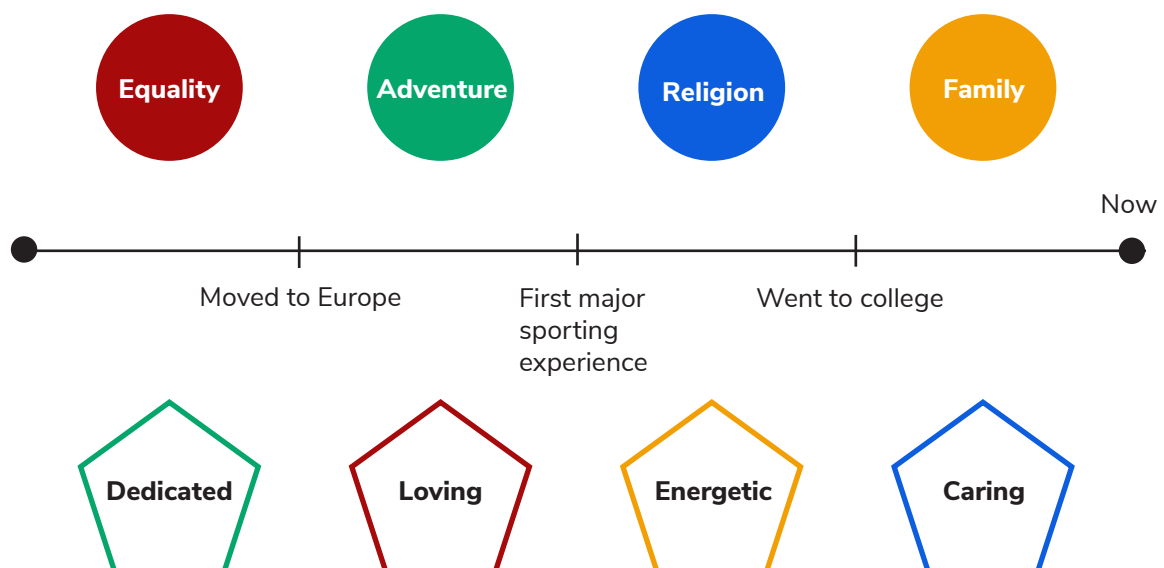 Equality
Adventure
Religion
Family
Now
Moved to Europe
First major
sporting
experience
Went to college
Dedicated
Loving
Energetic
Caring